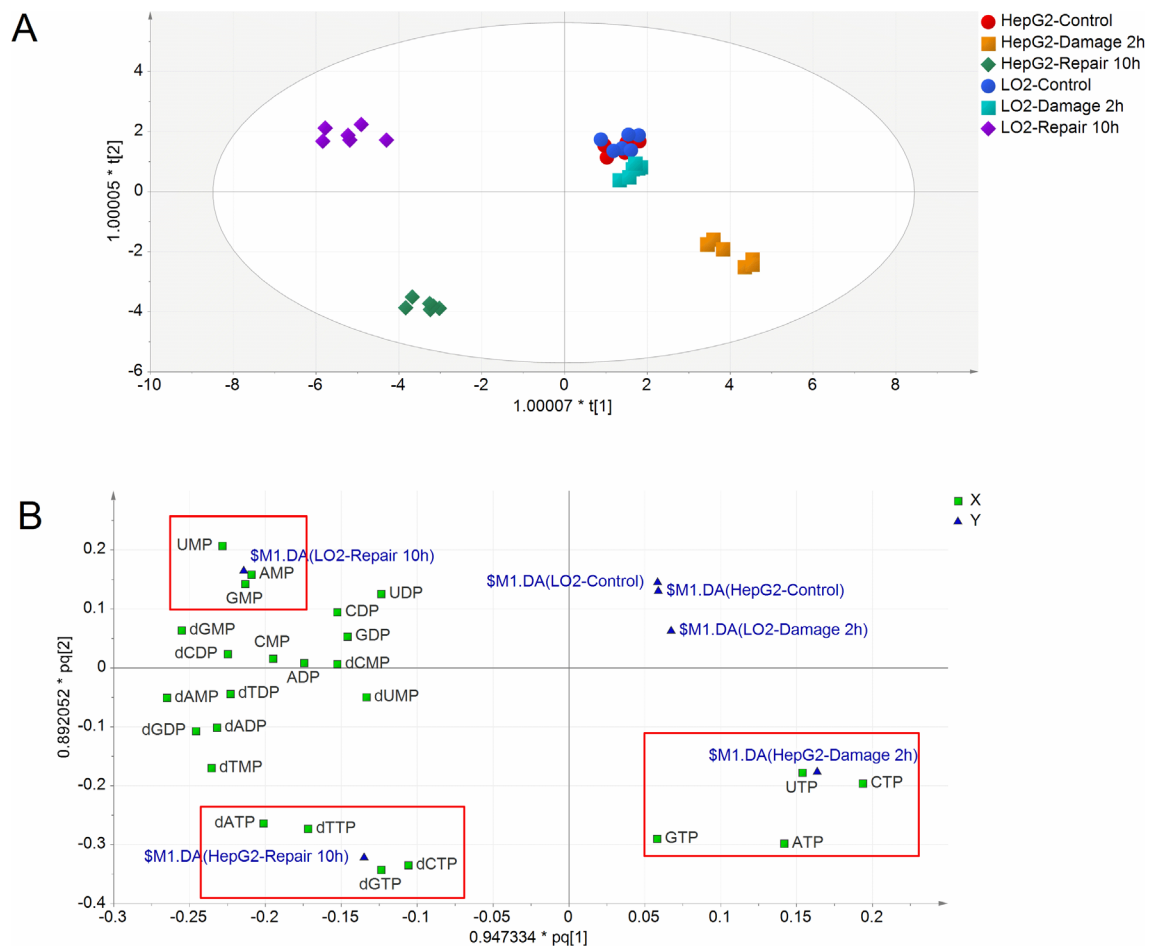 A
HepG2-Control
HepG2-Damage 2h
HepG2-Repair 10h
LO2-Control
LO2-Damage 2h
LO2-Repair 10h
4
2
0
-2
-4
-6
1.00005 * t[2]
-10
-8
-6
-4
-2
0
2
4
6
8
1.00007 * t[1]
B
X
Y
0.2
0.1
0
-0.1
-0.2
-0.3
-0.4
0.892052 * pq[2]
UMP
$M1.DA(LO2-Repair 10h)
AMP
GMP
UDP
CDP
dGMP
GDP
CMP
dCDP
ADP
dCMP
dAMP
dTDP
dUMP
dGDP
dADP
dTMP
dATP
dTTP
$M1.DA(HepG2-Repair 10h)
dCTP
dGTP
$M1.DA(LO2-Control)
$M1.DA(HepG2-Control)
$M1.DA(LO2-Damage 2h)
$M1.DA(HepG2-Damage 2h)
UTP
CTP
GTP
ATP
-0.3
-0.25
-0.2
-0.15
-0.1
-0.05
0
0.05
0.1
0.15
0.2
0.947334 * pq[1]